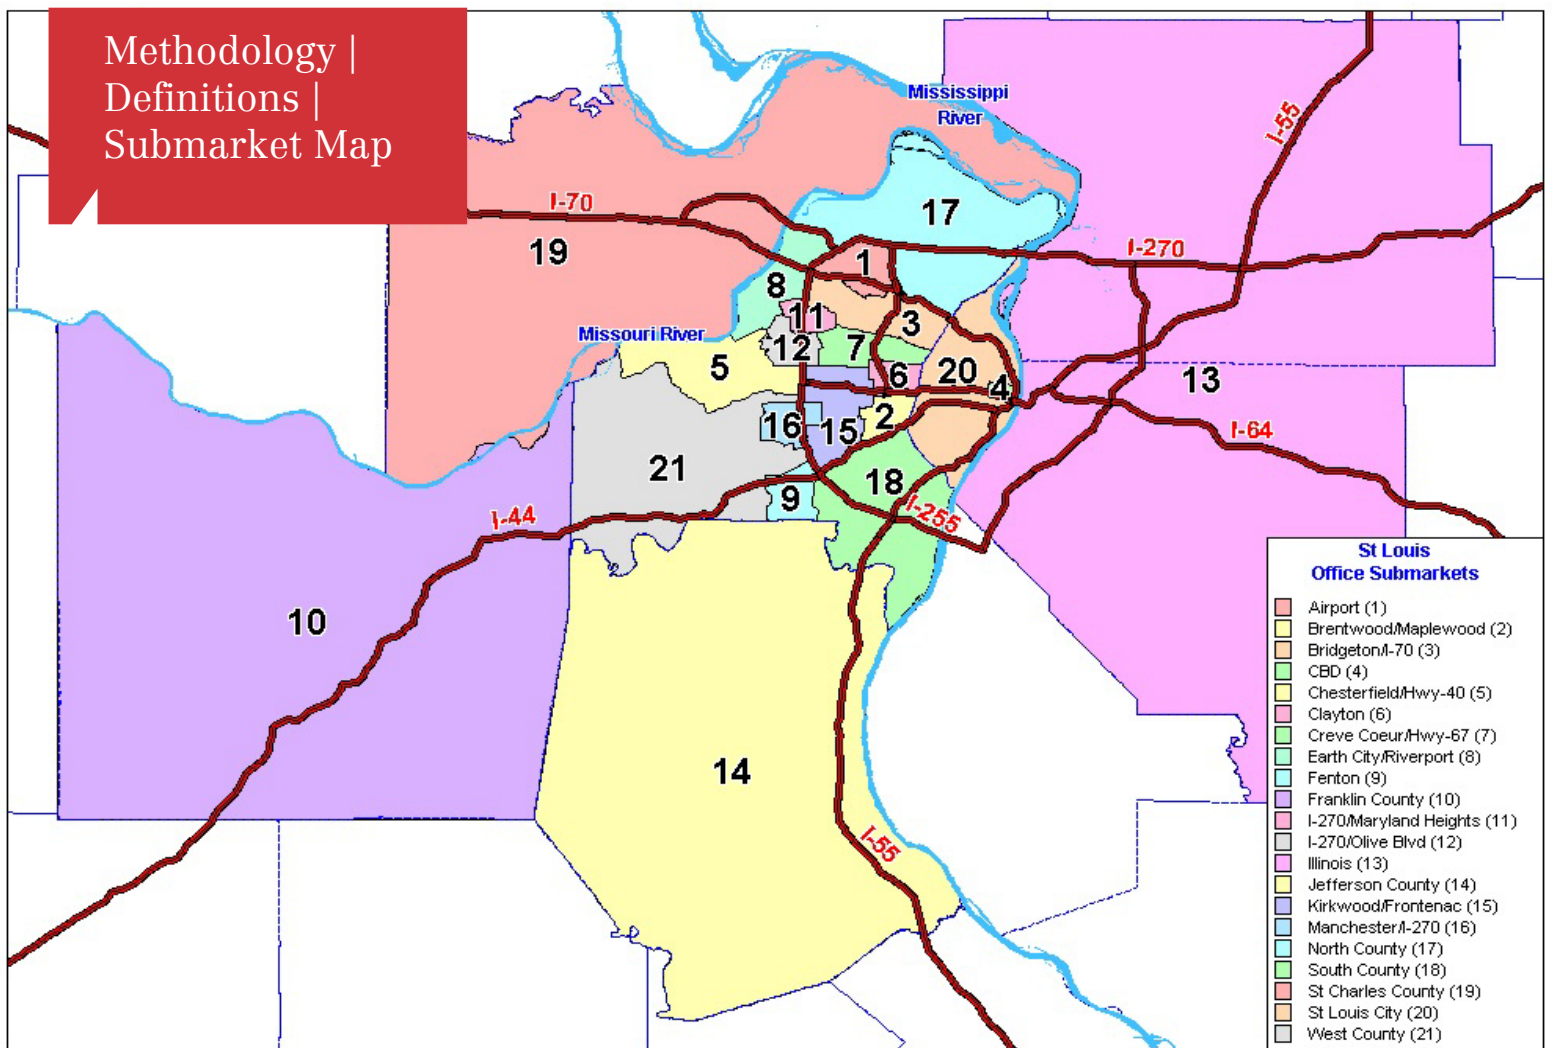 Methodology |
Definitions |
Submarket Map
Mississippi
River
I-55
I-70
17
I-270
19
1
8
11
3
Missouri River
12
7
5
6
20
4
13
2
16
15
I-64
21
18
9
I-255
I-44
10
14
I-55
St Louis
Office Submarkets
Airport (1)
Brentwood/Maplewood (2)
Bridgeton/I-70 (3)
CBD (4)
Chesterfield/Hwy-40 (5)
Clayton (6)
Creve Coeur/Hwy-67 (7)
Earth City/Riverport (8)
Fenton (9)
Franklin County (10)
I-270/Maryland Heights (11)
I-270/Olive Blvd (12)
Illinois (13)
Jefferson County (14)
Kirkwood/Frontenac (15)
Manchester/I-270 (16)
North County (17)
South County (18)
St Charles County (19)
St Louis City (20)
West County (21)